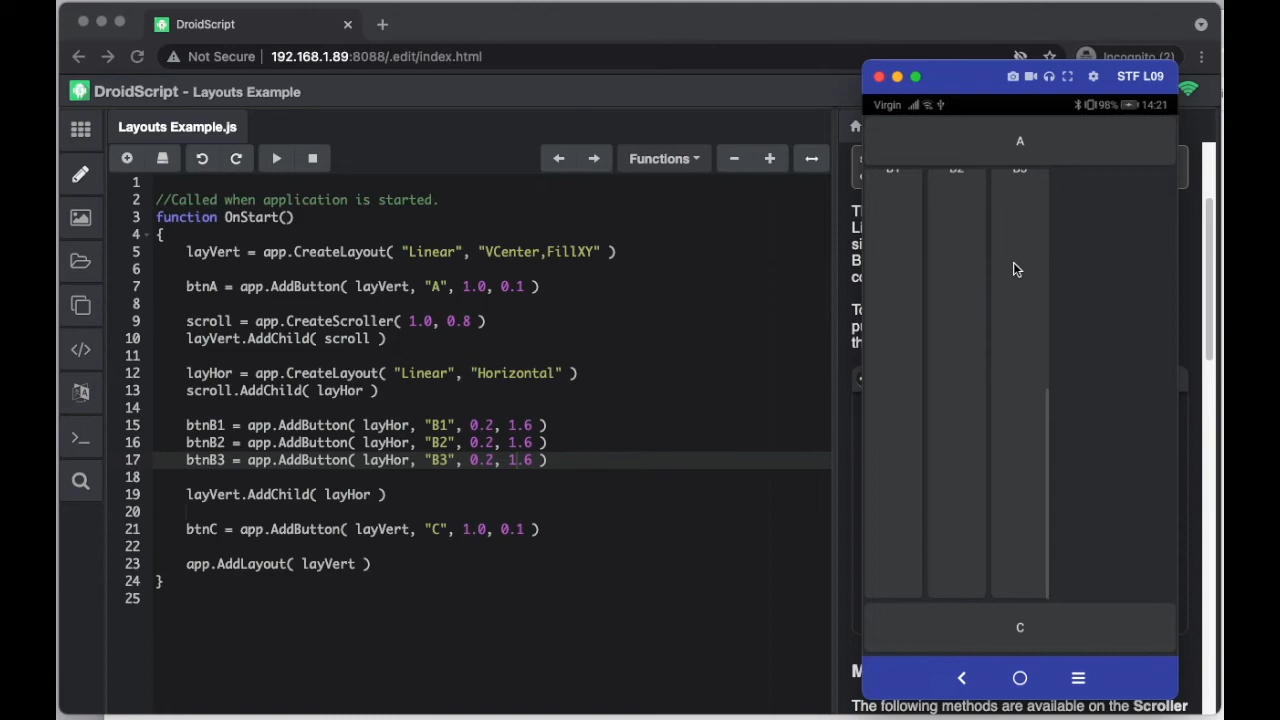 DroidScript
Not Secure
192.168.1.89:8088/.edit/index.html
Incognito (2)
DroidScript - Layouts Example
STF L09
Virgin
98%
14:21
Layouts Example.js
Functions
A
B1
B2
B3
1
2 //Called when application is started.
3 function OnStart()
4 {
5 layVert = app.CreateLayout( "Linear", "VCenter,FillXY" )
6
7 btnA = app.AddButton( layVert, "A", 1.0, 0.1 )
8
9 scroll = app.CreateScroller( 1.0, 0.8 )
10 layVert.AddChild( scroll )
11
12 layHor = app.CreateLayout( "Linear", "Horizontal" )
13 scroll.AddChild( layHor )
14
15 btnB1 = app.AddButton( layHor, "B1", 0.2, 1.6 )
16 btnB2 = app.AddButton( layHor, "B2", 0.2, 1.6 )
17 btnB3 = app.AddButton( layHor, "B3", 0.2, 1.6 )
18
19 layVert.AddChild( layHor )
20
21 btnC = app.AddButton( layVert, "C", 1.0, 0.1 )
22
23 app.AddLayout( layVert )
24 }
25
C
The following methods are available on the Scroller